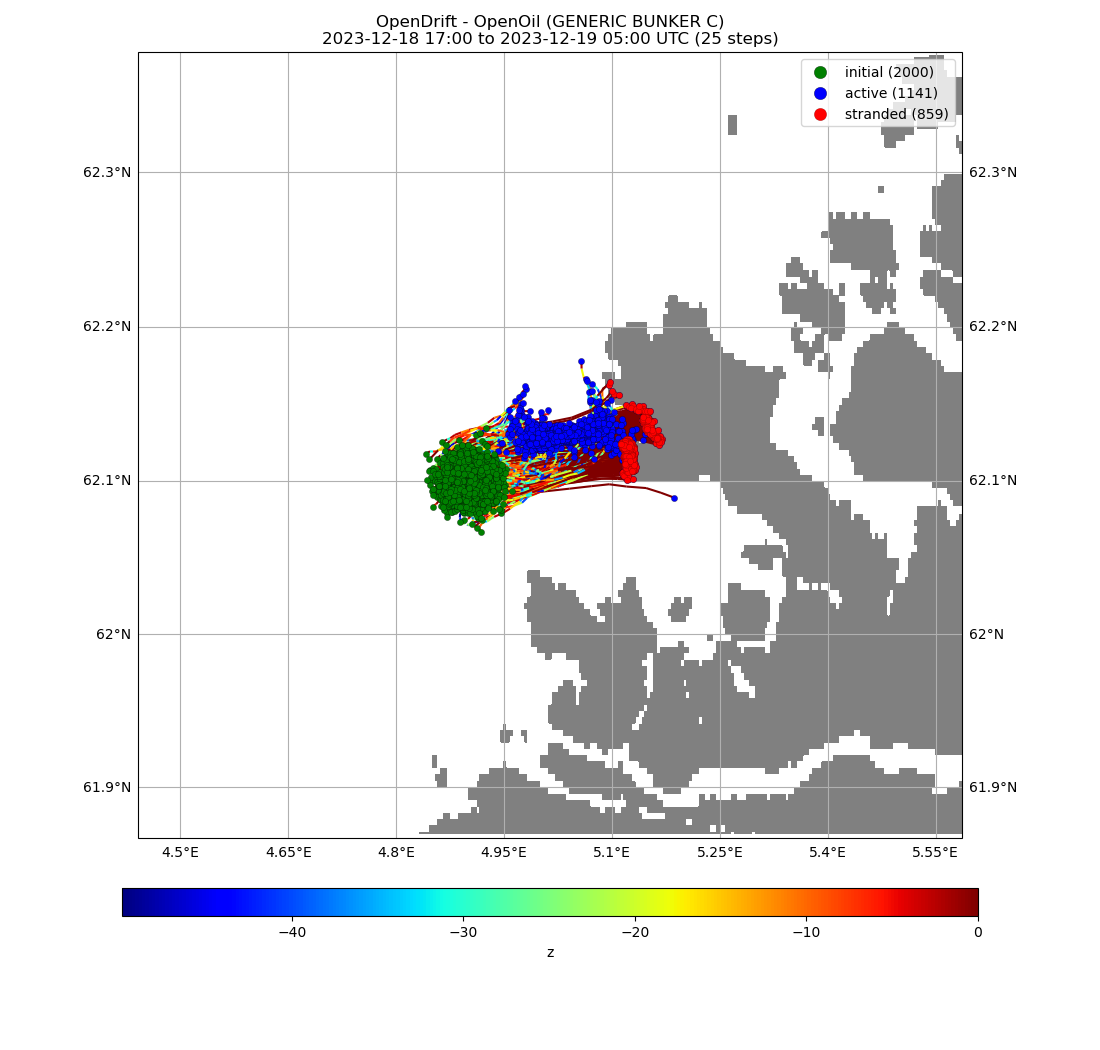 OpenDrift - OpenOil (GENERIC BUNKER C)
2023-12-18 17:00 to 2023-12-19 05:00 UTC (25 steps)
initial (2000)
active (1141)
stranded (859)
62.3°N 62.3°N
62.2°N 62.2°N
62.1°N 62.1°N
62°N 62°N
61.9°N 61.9°N
4.5°E 4.65°E 4.8°E 4.95°E 5.1°E 5.25°E 5.4°E 5.55°E
−40 −30 −20 −10 0
z